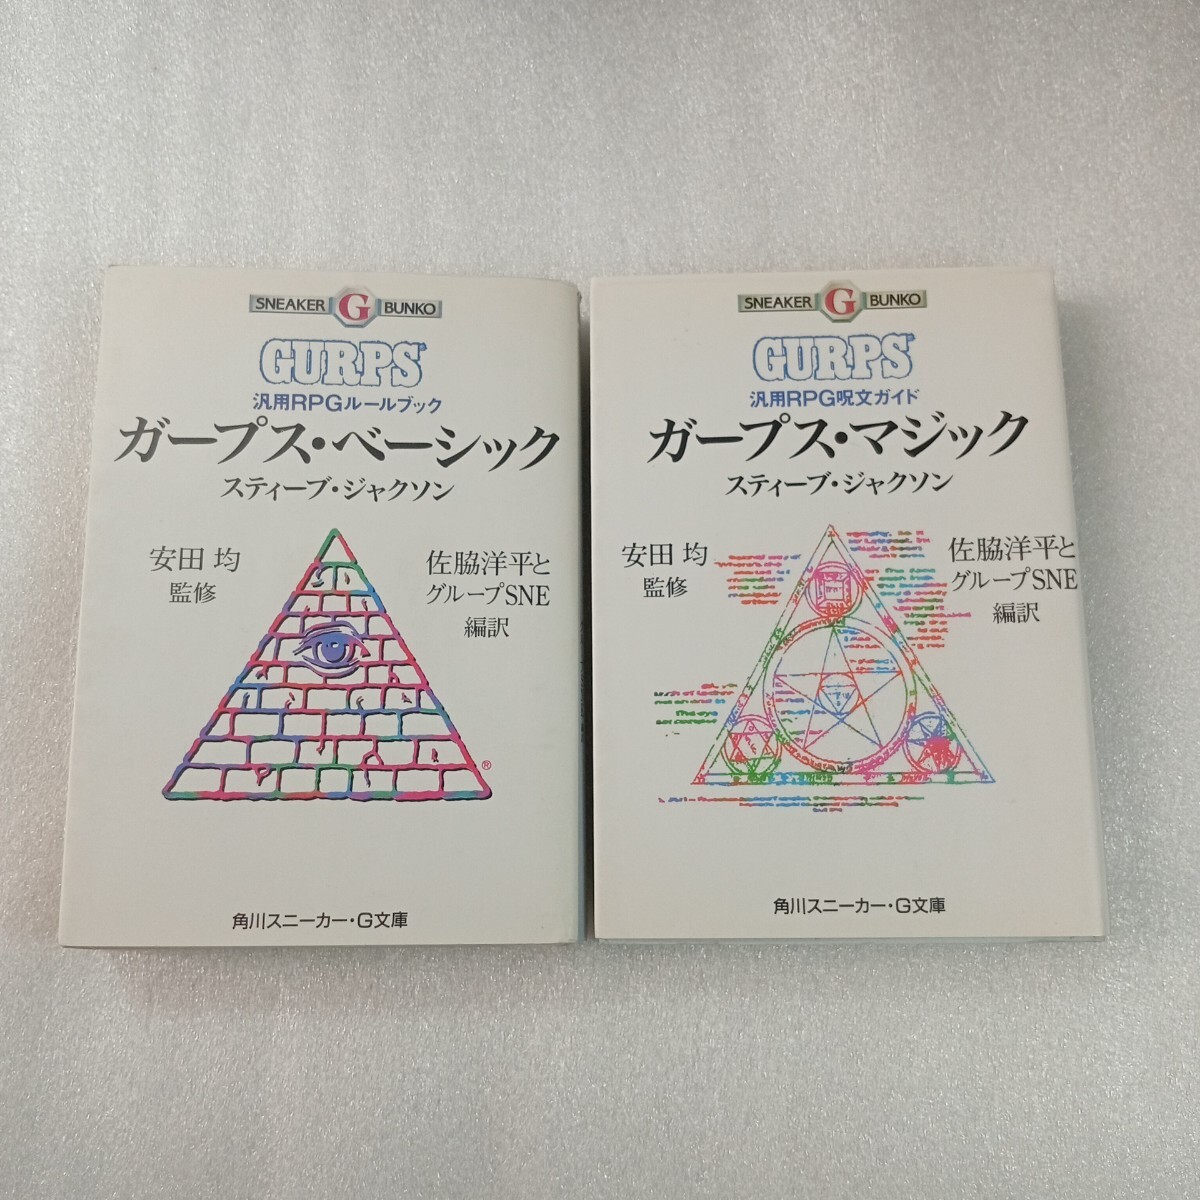 SNEAKER G BUNKO
GURPS
汎用RPGルールブック
ガープス・ベーシック
スティーブ・ジャクソン
安田 均
監修
佐脇洋平と
グループSNE
編訳
®
角川スニーカー・G文庫
SNEAKER G BUNKO
GURPS
汎用RPG呪文ガイド
ガープス・マジック
スティーブ・ジャクソン
安田 均
監修
佐脇洋平と
グループSNE
編訳
角川スニーカー・G文庫